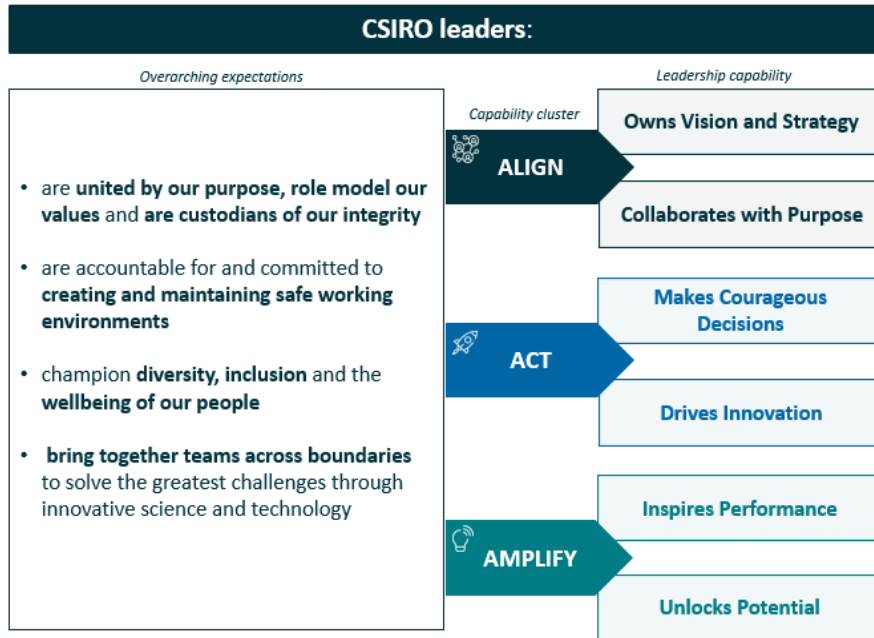 CSIRO leaders:
Overarching expectations
• are united by our purpose, role model our
values and are custodians of our integrity
• are accountable for and committed to
creating and maintaining safe working
environments
• champion diversity, inclusion and the
wellbeing of our people
• bring together teams across boundaries
to solve the greatest challenges through
innovative science and technology
Capability cluster
Leadership capability
ALIGN
Owns Vision and Strategy
Collaborates with Purpose
ACT
Makes Courageous
Decisions
Drives Innovation
AMPLIFY
Inspires Performance
Unlocks Potential